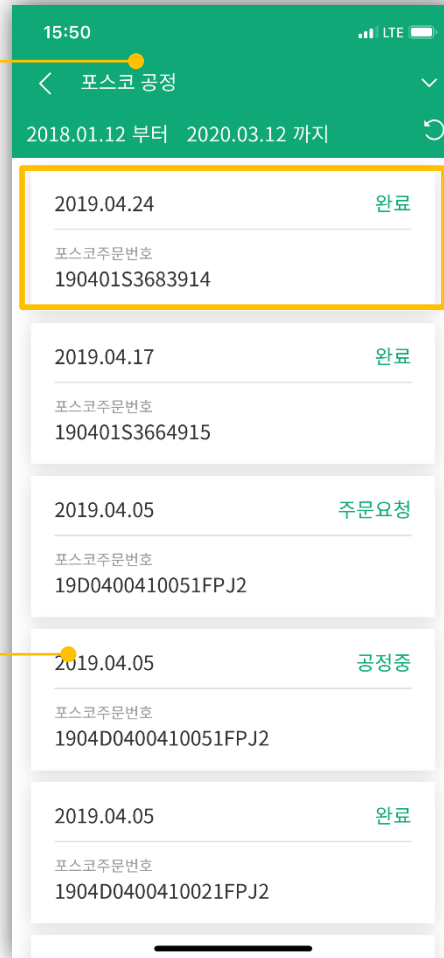 15:50 LTE
포스코 공정
2018.01.12 부터 2020.03.12 까지
2019.04.24 완료
포스코주문번호
190401S3683914
2019.04.17 완료
포스코주문번호
190401S3664915
2019.04.05 주문요청
포스코주문번호
19D0400410051FPJ2
2019.04.05 공정중
포스코주문번호
1904D0400410051FPJ2
2019.04.05 완료
포스코주문번호
1904D0400410021FPJ2